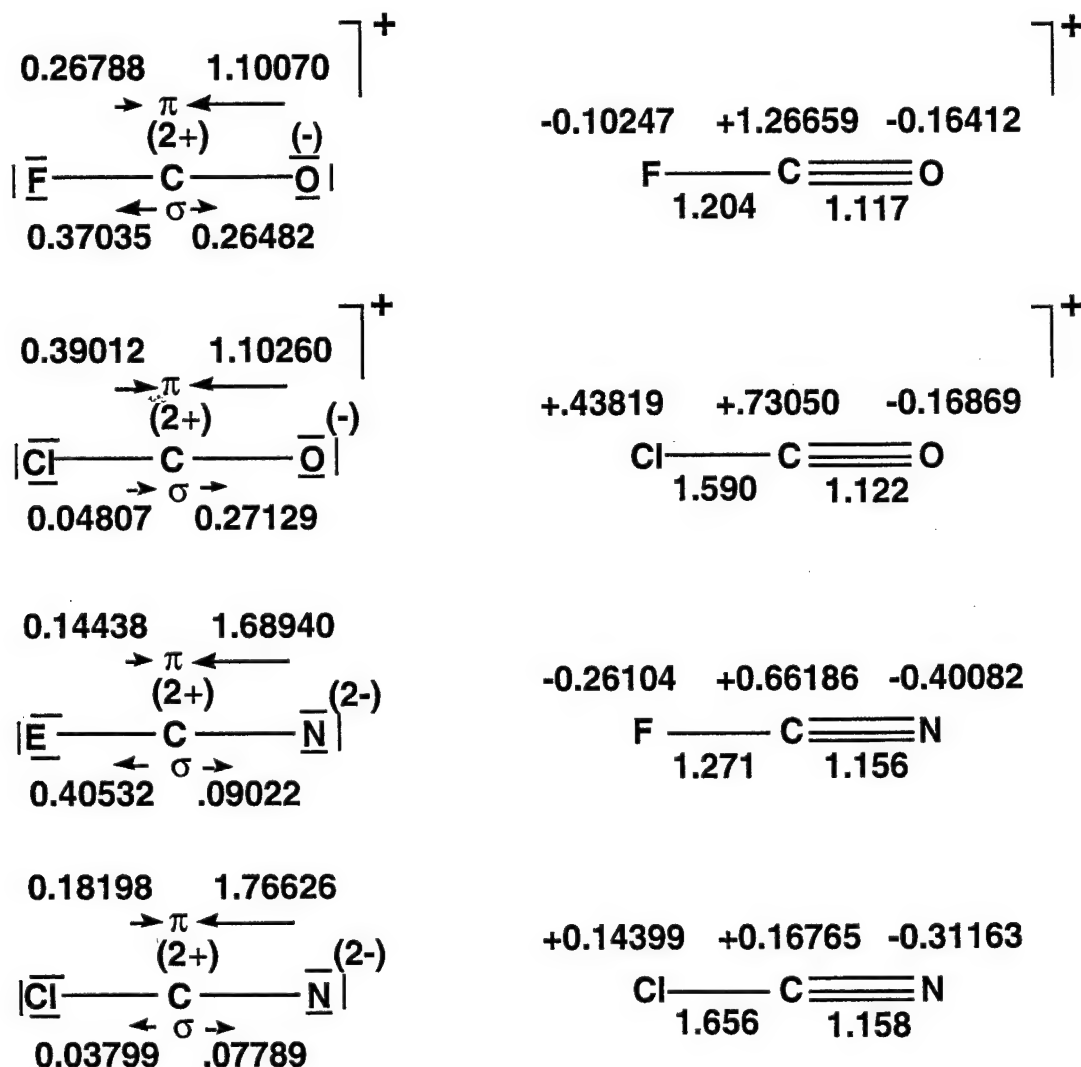 + +
0.26788 1.10070
π -0.10247 +1.26659 -0.16412
(2+) (-)
|F̲̅ — C — O̲̅| F — C ≡ O
σ 1.204 1.117
0.37035 0.26482
+ +
0.39012 1.10260
π +.43819 +.73050 -0.16869
(2+) (-)
|C̲̅l̲̅ — C — O̲̅| Cl — C ≡ O
σ 1.590 1.122
0.04807 0.27129
0.14438 1.68940
π -0.26104 +0.66186 -0.40082
(2+) (2-)
|E̅ — C — N̲̅| F — C ≡ N
σ 1.271 1.156
0.40532 .09022
0.18198 1.76626
π +0.14399 +0.16765 -0.31163
(2+) (2-)
|C̲̅l̲̅ — C — N̲̅| Cl — C ≡ N
σ 1.656 1.158
0.03799 .07789